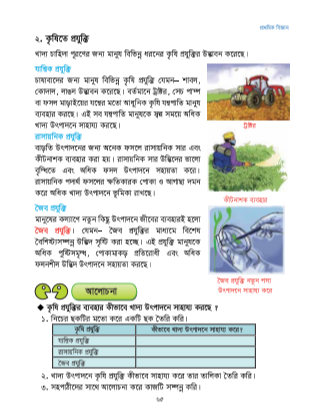 প্রাথমিক বিজ্ঞান
২. কৃষিতে প্রযুক্তি
খাদ্য চাহিদা পূরণের জন্য মানুষ বিভিন্ন ধরনের কৃষি প্রযুক্তির উদ্ভাবন করেছে।
যান্ত্রিক প্রযুক্তি
চাষাবাদের জন্য মানুষ বিভিন্ন কৃষি প্রযুক্তি যেমন— শাবল,
কোদাল, লাঙল উদ্ভাবন করেছে। বর্তমানে ট্রাক্টর, সেচ পাম্প
বা ফসল মাড়াইয়ের যন্ত্রের মতো আধুনিক কৃষি যন্ত্রপাতি মানুষ
ব্যবহার করছে। এই সব যন্ত্রপাতি মানুষকে স্বল্প সময়ে অধিক
খাদ্য উৎপাদনে সাহায্য করছে।
ট্রাক্টর
রাসায়নিক প্রযুক্তি
বাড়তি উৎপাদনের জন্য অনেক ফসলে রাসায়নিক সার এবং
কীটনাশক ব্যবহার করা হয়। রাসায়নিক সার উদ্ভিদের ভালো
বৃদ্ধিতে এবং অধিক ফসল উৎপাদনে সহায়তা করে।
রাসায়নিক পদার্থ ফসলের ক্ষতিকারক পোকা ও আগাছা দমন
করে অধিক খাদ্য উৎপাদনে ভূমিকা রাখছে।
কীটনাশক ব্যবহার
জৈব প্রযুক্তি
মানুষের কল্যাণে নতুন কিছু উৎপাদনে জীবের ব্যবহারই হলো
জৈব প্রযুক্তি। যেমন— জৈব প্রযুক্তির মাধ্যমে বিশেষ
বৈশিষ্ট্যসম্পন্ন উদ্ভিদ সৃষ্টি করা হচ্ছে। এই প্রযুক্তি মানুষকে
অধিক পুষ্টিসমৃদ্ধ, পোকামাকড় প্রতিরোধী এবং অধিক
ফলনশীল উদ্ভিদ উৎপাদনে সহায়তা করছে।
জৈব প্রযুক্তি নতুন শস্য
উৎপাদনে সাহায্য করে
আলোচনা
◆ কৃষি প্রযুক্তির ব্যবহার কীভাবে খাদ্য উৎপাদনে সাহায্য করছে ?
১. নিচের ছকটির মতো করে একটি ছক তৈরি করি।
কৃষি প্রযুক্তি কীভাবে খাদ্য উৎপাদনে সাহায্য করে?
যান্ত্রিক প্রযুক্তি
রাসায়নিক প্রযুক্তি
জৈব প্রযুক্তি
২. খাদ্য উৎপাদনে কৃষি প্রযুক্তি কীভাবে সাহায্য করে তার তালিকা তৈরি করি।
৩. সহপাঠীদের সাথে আলোচনা করে কাজটি সম্পন্ন করি।